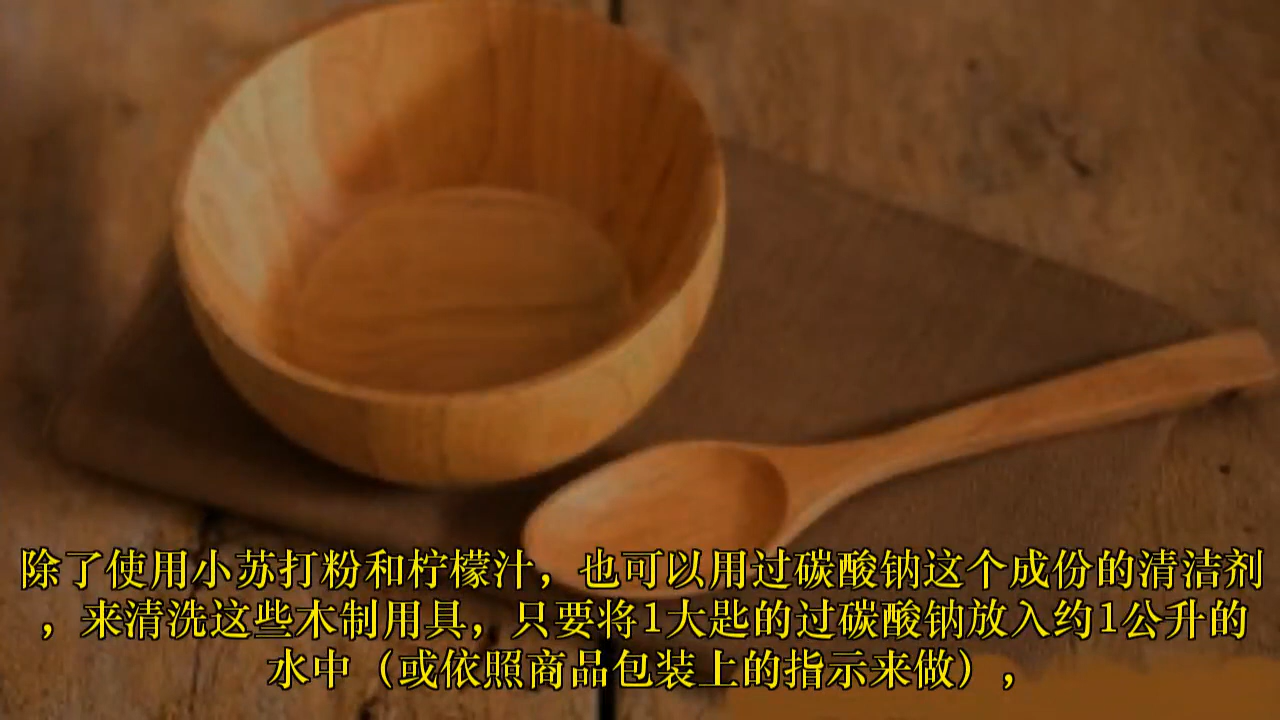 除了使用小苏打粉和柠檬汁，也可以用过碳酸钠这个成份的清洁剂
，来清洗这些木制用具，只要将1大匙的过碳酸钠放入约1公升的
水中（或依照商品包装上的指示来做），